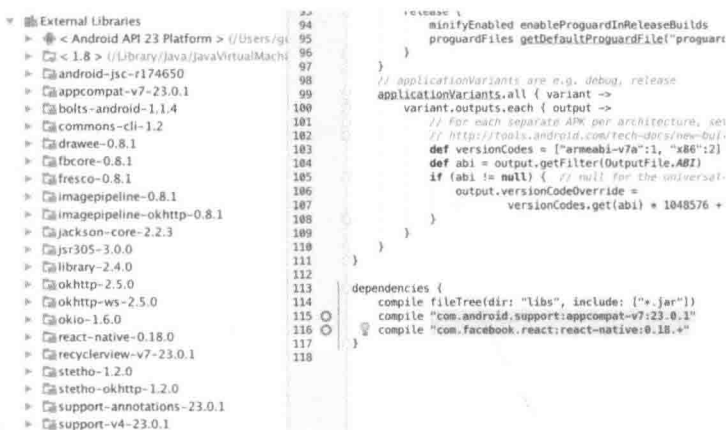 External Libraries
< Android API 23 Platform > (/Users/gu
< 1.8 > (/Library/Java/JavaVirtualMachi
android-jsc-r174650
appcompat-v7-23.0.1
bolts-android-1.1.4
commons-cli-1.2
drawee-0.8.1
fbcore-0.8.1
fresco-0.8.1
imagepipeline-0.8.1
imagepipeline-okhttp-0.8.1
jackson-core-2.2.3
jsr305-3.0.0
library-2.4.0
okhttp-2.5.0
okhttp-ws-2.5.0
okio-1.6.0
react-native-0.18.0
recyclerview-v7-23.0.1
stetho-1.2.0
stetho-okhttp-1.2.0
support-annotations-23.0.1
support-v4-23.0.1
93 release {
94 minifyEnabled enableProguardInReleaseBuilds
95 proguardFiles getDefaultProguardFile("proguard
96 }
97 }
98 // applicationVariants are e.g. debug, release
99 applicationVariants.all { variant ->
100 variant.outputs.each { output ->
101 // For each separate APK per architecture, set
102 // http://tools.android.com/tech-docs/new-buil
103 def versionCodes = ["armeabi-v7a":1, "x86":2]
104 def abi = output.getFilter(OutputFile.ABI)
105 if (abi != null) { // null for the universal-
106 output.versionCodeOverride =
107 versionCodes.get(abi) * 1048576 +
108 }
109 }
110 }
111 }
112
113 dependencies {
114 compile fileTree(dir: "libs", include: ["*.jar"])
115 compile "com.android.support:appcompat-v7:23.0.1"
116 compile "com.facebook.react:react-native:0.18.+"
117 }
118